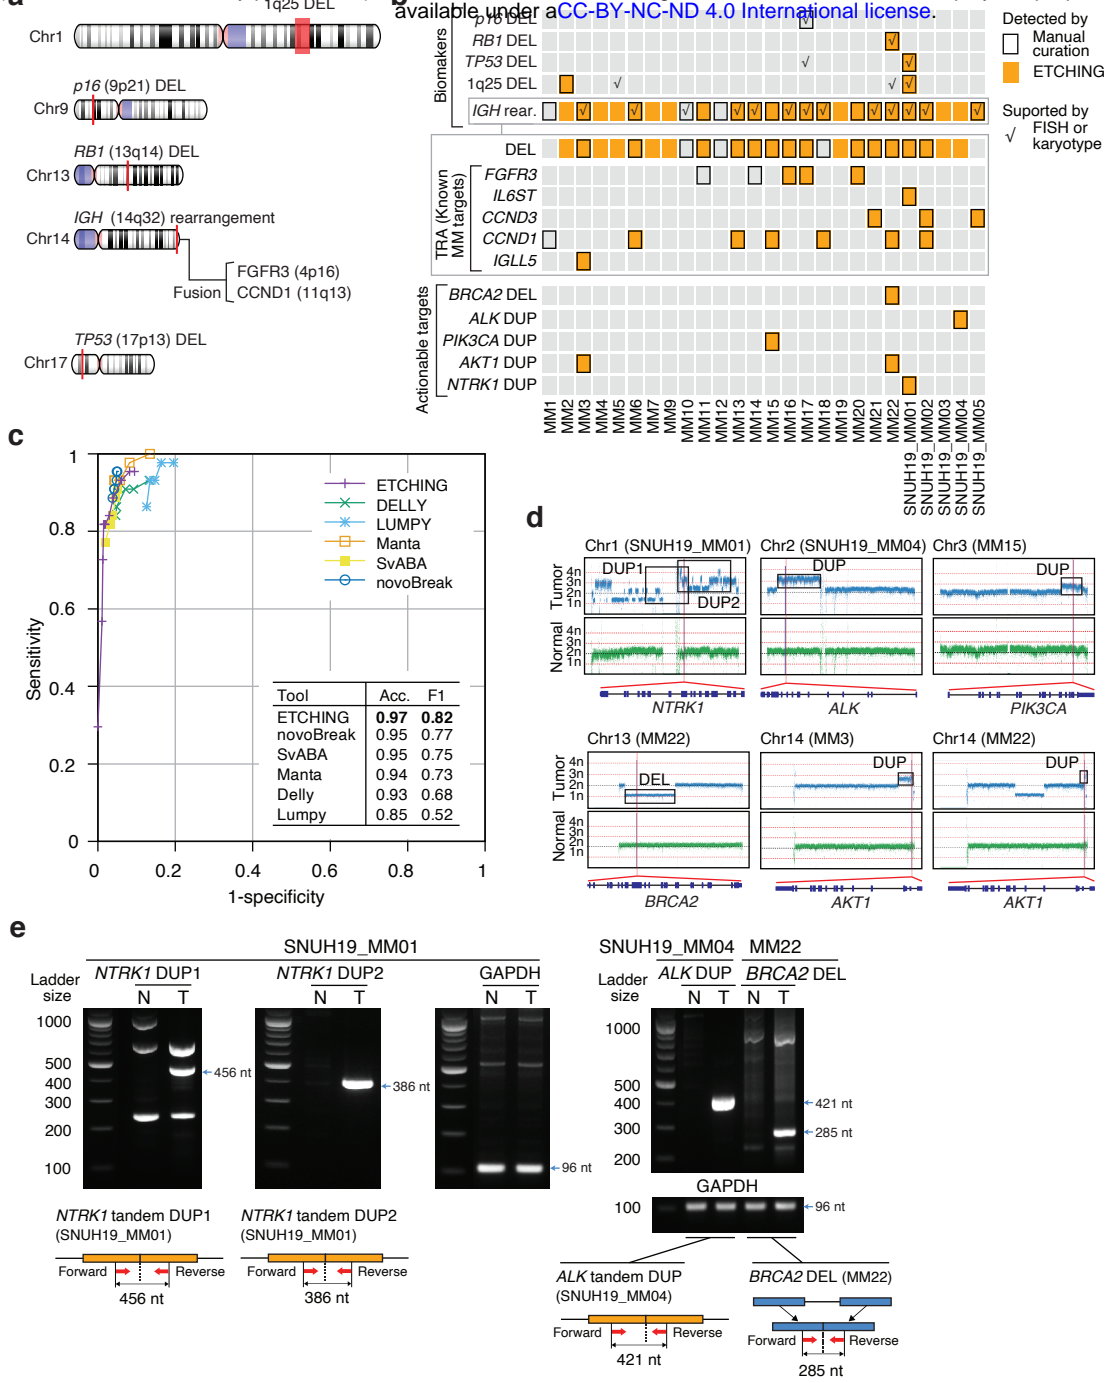 1q25 DEL
Chr1
p16 (9p21) DEL
Chr9
RB1 (13q14) DEL
Chr13
IGH (14q32) rearrangement
Chr14
Fusion
FGFR3 (4p16)
CCND1 (11q13)
TP53 (17p13) DEL
Chr17
available under aCC-BY-NC-ND 4.0 International license.
Biomakers
p16 DEL
RB1 DEL
TP53 DEL
1q25 DEL
IGH rear.
DEL
TRA (Known
MM targets)
FGFR3
IL6ST
CCND3
CCND1
IGLL5
Actionable targets
BRCA2 DEL
ALK DUP
PIK3CA DUP
AKT1 DUP
NTRK1 DUP
MM1
MM2
MM3
MM4
MM5
MM6
MM7
MM9
MM10
MM11
MM12
MM13
MM14
MM15
MM16
MM17
MM18
MM19
MM20
MM21
MM22
SNUH19_MM01
SNUH19_MM02
SNUH19_MM03
SNUH19_MM04
SNUH19_MM05
Detected by
Manual
curation
ETCHING
Suported by
√ FISH or
karyotype
c
Sensitivity
1
0.8
0.6
0.4
0.2
0
0 0.2 0.4 0.6 0.8 1
1-specificity
ETCHING
DELLY
LUMPY
Manta
SvABA
novoBreak
Tool Acc. F1
ETCHING 0.97 0.82
novoBreak 0.95 0.77
SvABA 0.95 0.75
Manta 0.94 0.73
Delly 0.93 0.68
Lumpy 0.85 0.52
d
Chr1 (SNUH19_MM01) Chr2 (SNUH19_MM04) Chr3 (MM15)
Tumor
4n
3n
2n
1n
DUP1
DUP2
DUP
DUP
Normal
4n
3n
2n
1n
NTRK1 ALK PIK3CA
Chr13 (MM22) Chr14 (MM3) Chr14 (MM22)
Tumor
4n
3n
2n
1n
DEL
DUP
DUP
Normal
4n
3n
2n
1n
BRCA2 AKT1 AKT1
e
SNUH19_MM01
Ladder
size
NTRK1 DUP1 NTRK1 DUP2 GAPDH
N T N T N T
1000
500
400
300
200
100
456 nt
386 nt
96 nt
NTRK1 tandem DUP1
(SNUH19_MM01)
Forward Reverse
456 nt
NTRK1 tandem DUP2
(SNUH19_MM01)
Forward Reverse
386 nt
SNUH19_MM04 MM22
Ladder
size
ALK DUP BRCA2 DEL
N T N T
1000
500
400
300
200
421 nt
285 nt
GAPDH
100
96 nt
ALK tandem DUP
(SNUH19_MM04)
Forward Reverse
421 nt
BRCA2 DEL (MM22)
Forward Reverse
285 nt